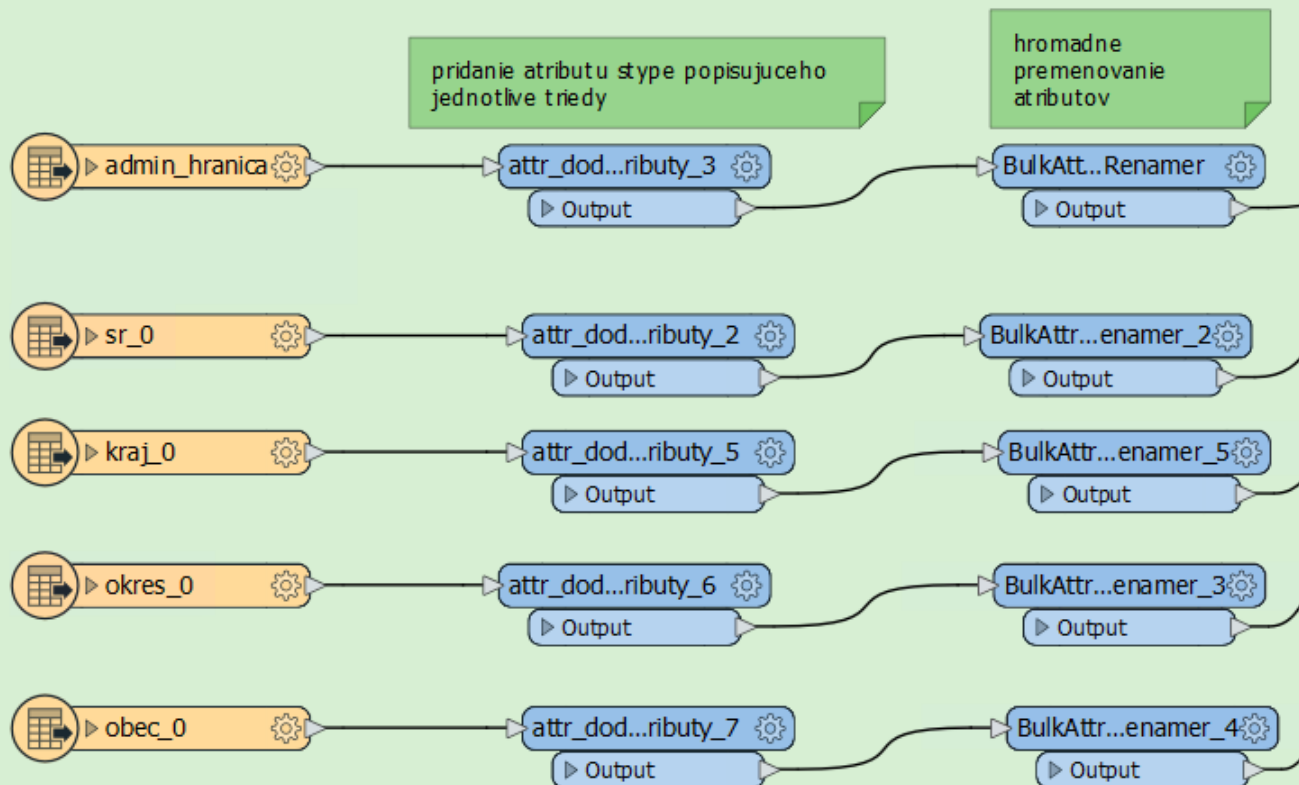 pridanie atributu stype popisujuceho
jednotlive triedy
hromadne
premenovanie
atributov
admin_hranica
attr_dod...ributy_3
Output
BulkAtt...Renamer
Output
sr_0
attr_dod...ributy_2
Output
BulkAttr...enamer_2
Output
kraj_0
attr_dod...ributy_5
Output
BulkAttr...enamer_5
Output
okres_0
attr_dod...ributy_6
Output
BulkAttr...enamer_3
Output
obec_0
attr_dod...ributy_7
Output
BulkAttr...enamer_4
Output